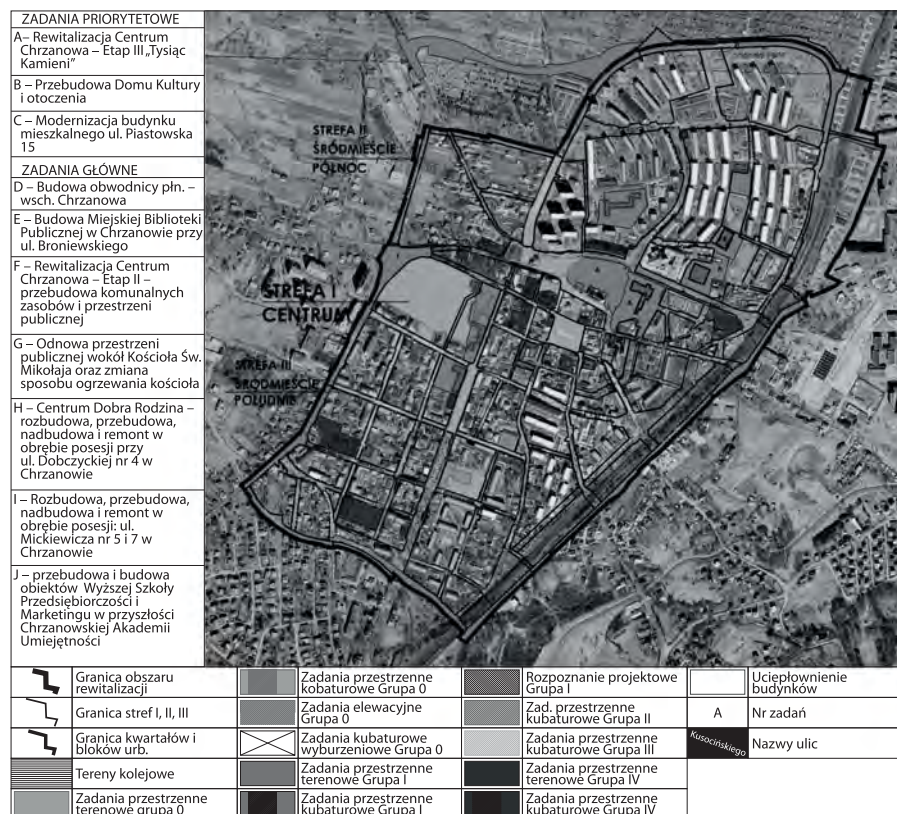 ZADANIA PRIORYTETOWE
A– Rewitalizacja Centrum
Chrzanowa – Etap III „Tysiąc
Kamieni”
B – Przebudowa Domu Kultury
i otoczenia
C – Modernizacja budynku
mieszkalnego ul. Piastowska
15
ZADANIA GŁÓWNE
D – Budowa obwodnicy płn. –
wsch. Chrzanowa
E – Budowa Miejskiej Biblioteki
Publicznej w Chrzanowie przy
ul. Broniewskiego
F – Rewitalizacja Centrum
Chrzanowa – Etap II –
przebudowa komunalnych
zasobów i przestrzeni
publicznej
G – Odnowa przestrzeni
publicznej wokół Kościoła Św.
Mikołaja oraz zmiana
sposobu ogrzewania kościoła
H – Centrum Dobra Rodzina –
rozbudowa, przebudowa,
nadbudowa i remont w
obrębie posesji przy
ul. Dobczyckiej nr 4 w
Chrzanowie
I – Rozbudowa, przebudowa,
nadbudowa i remont w
obrębie posesji: ul.
Mickiewicza nr 5 i 7 w
Chrzanowie
J – przebudowa i budowa
obiektów Wyższej Szkoły
Przedsiębiorczości i
Marketingu w przyszłości
Chrzanowskiej Akademii
Umiejętności
STREFA II
ŚRÓDMIEŚCIE
PÓŁNOC
STREFA I
CENTRUM
STREFA III
ŚRÓDMIEŚCIE
POŁUDNIE
Granica obszaru
rewitalizacji
Granica stref I, II, III
Granica kwartałów i
bloków urb.
Tereny kolejowe
Zadania przestrzenne
terenowe grupa 0
Zadania przestrzenne
kobaturowe Grupa 0
Zadania elewacyjne
Grupa 0
Zadania kubaturowe
wyburzeniowe Grupa 0
Zadania przestrzenne
terenowe Grupa I
Zadania przestrzenne
kubaturowe Grupa I
Rozpoznanie projektowe
Grupa I
Zad. przestrzenne
kubaturowe Grupa II
Zadania przestrzenne
kubaturowe Grupa III
Zadania przestrzenne
terenowe Grupa IV
Zadania przestrzenne
kubaturowe Grupa IV
Uciepłownienie
budynków
A
Nr zadań
Kusocińskiego
Nazwy ulic